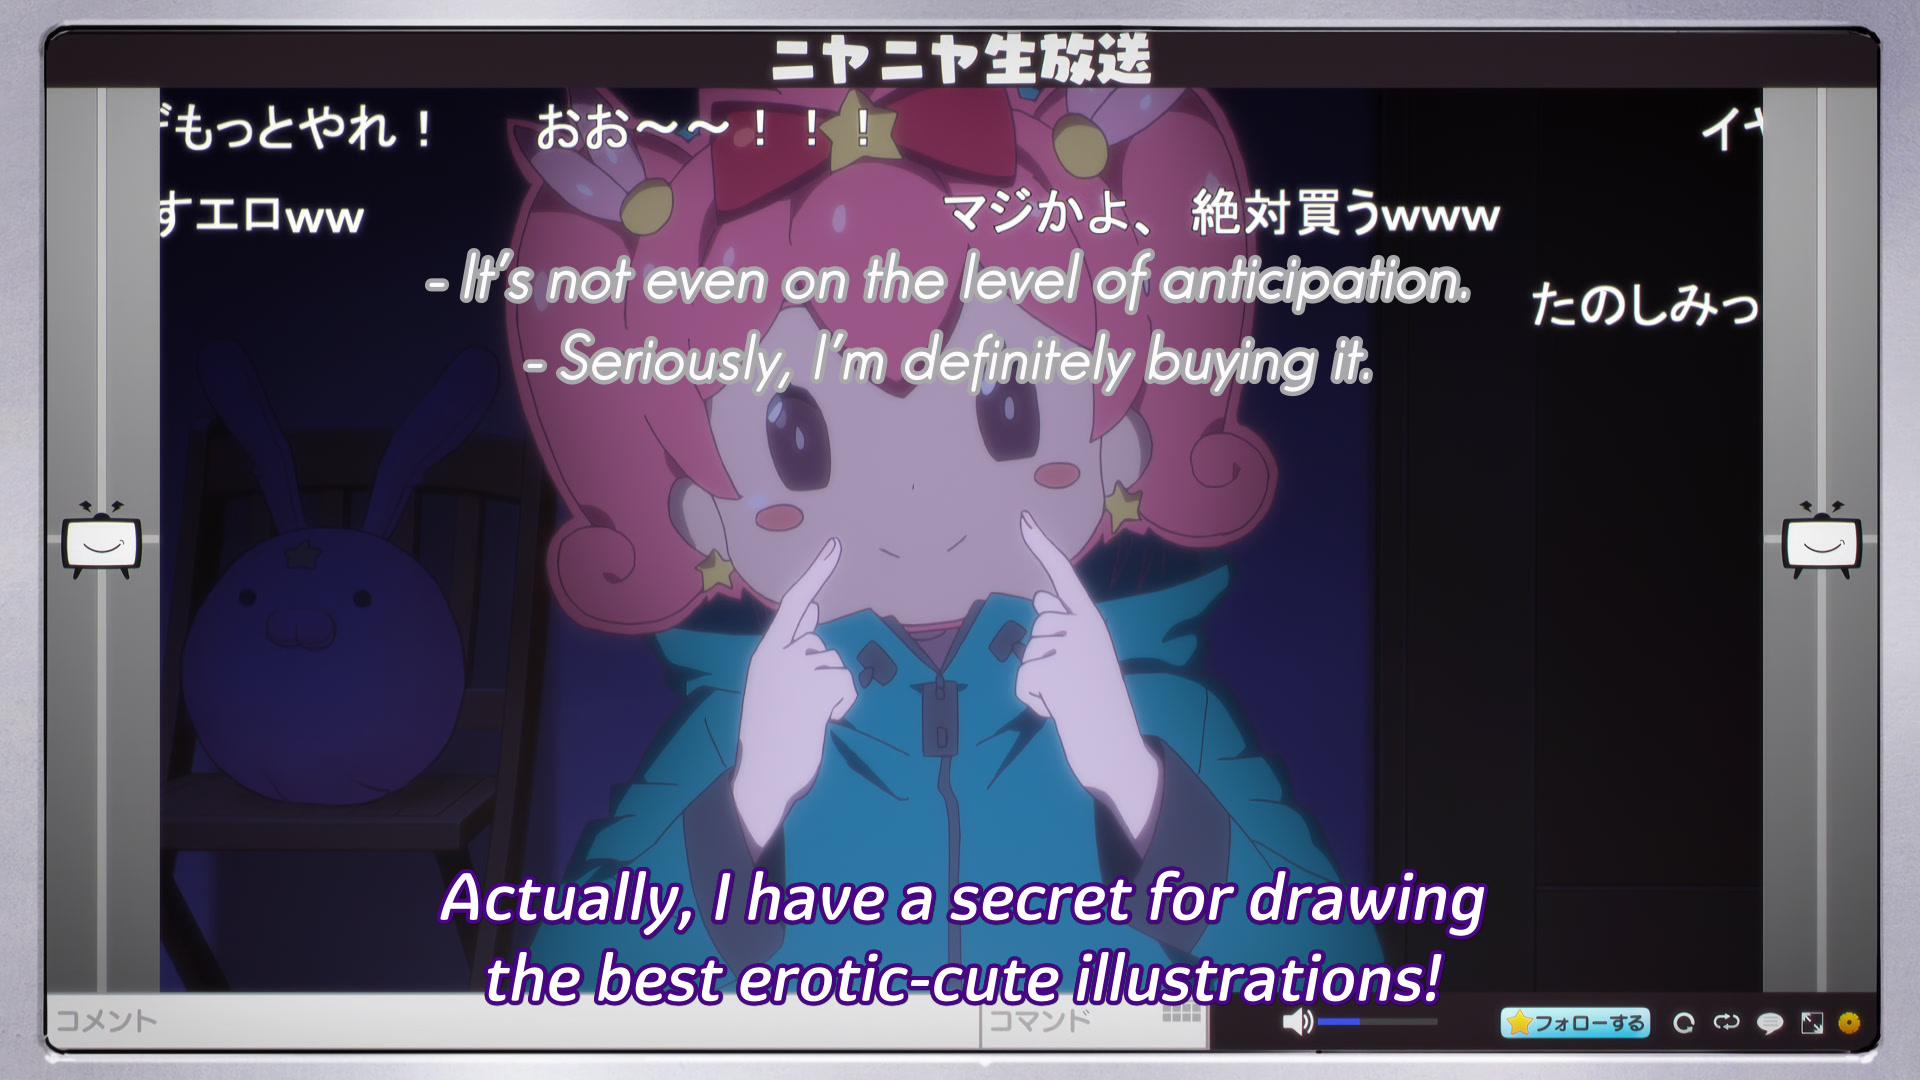 ニヤニヤ生放送
もっとやれ！
おお～～！！！
イヤ
すエロww
マジかよ、絶対買うwww
- It's not even on the level of anticipation.
たのしみっ
- Seriously, I'm definitely buying it.
Actually, I have a secret for drawing
the best erotic-cute illustrations!
コメント
コマンド
フォローする